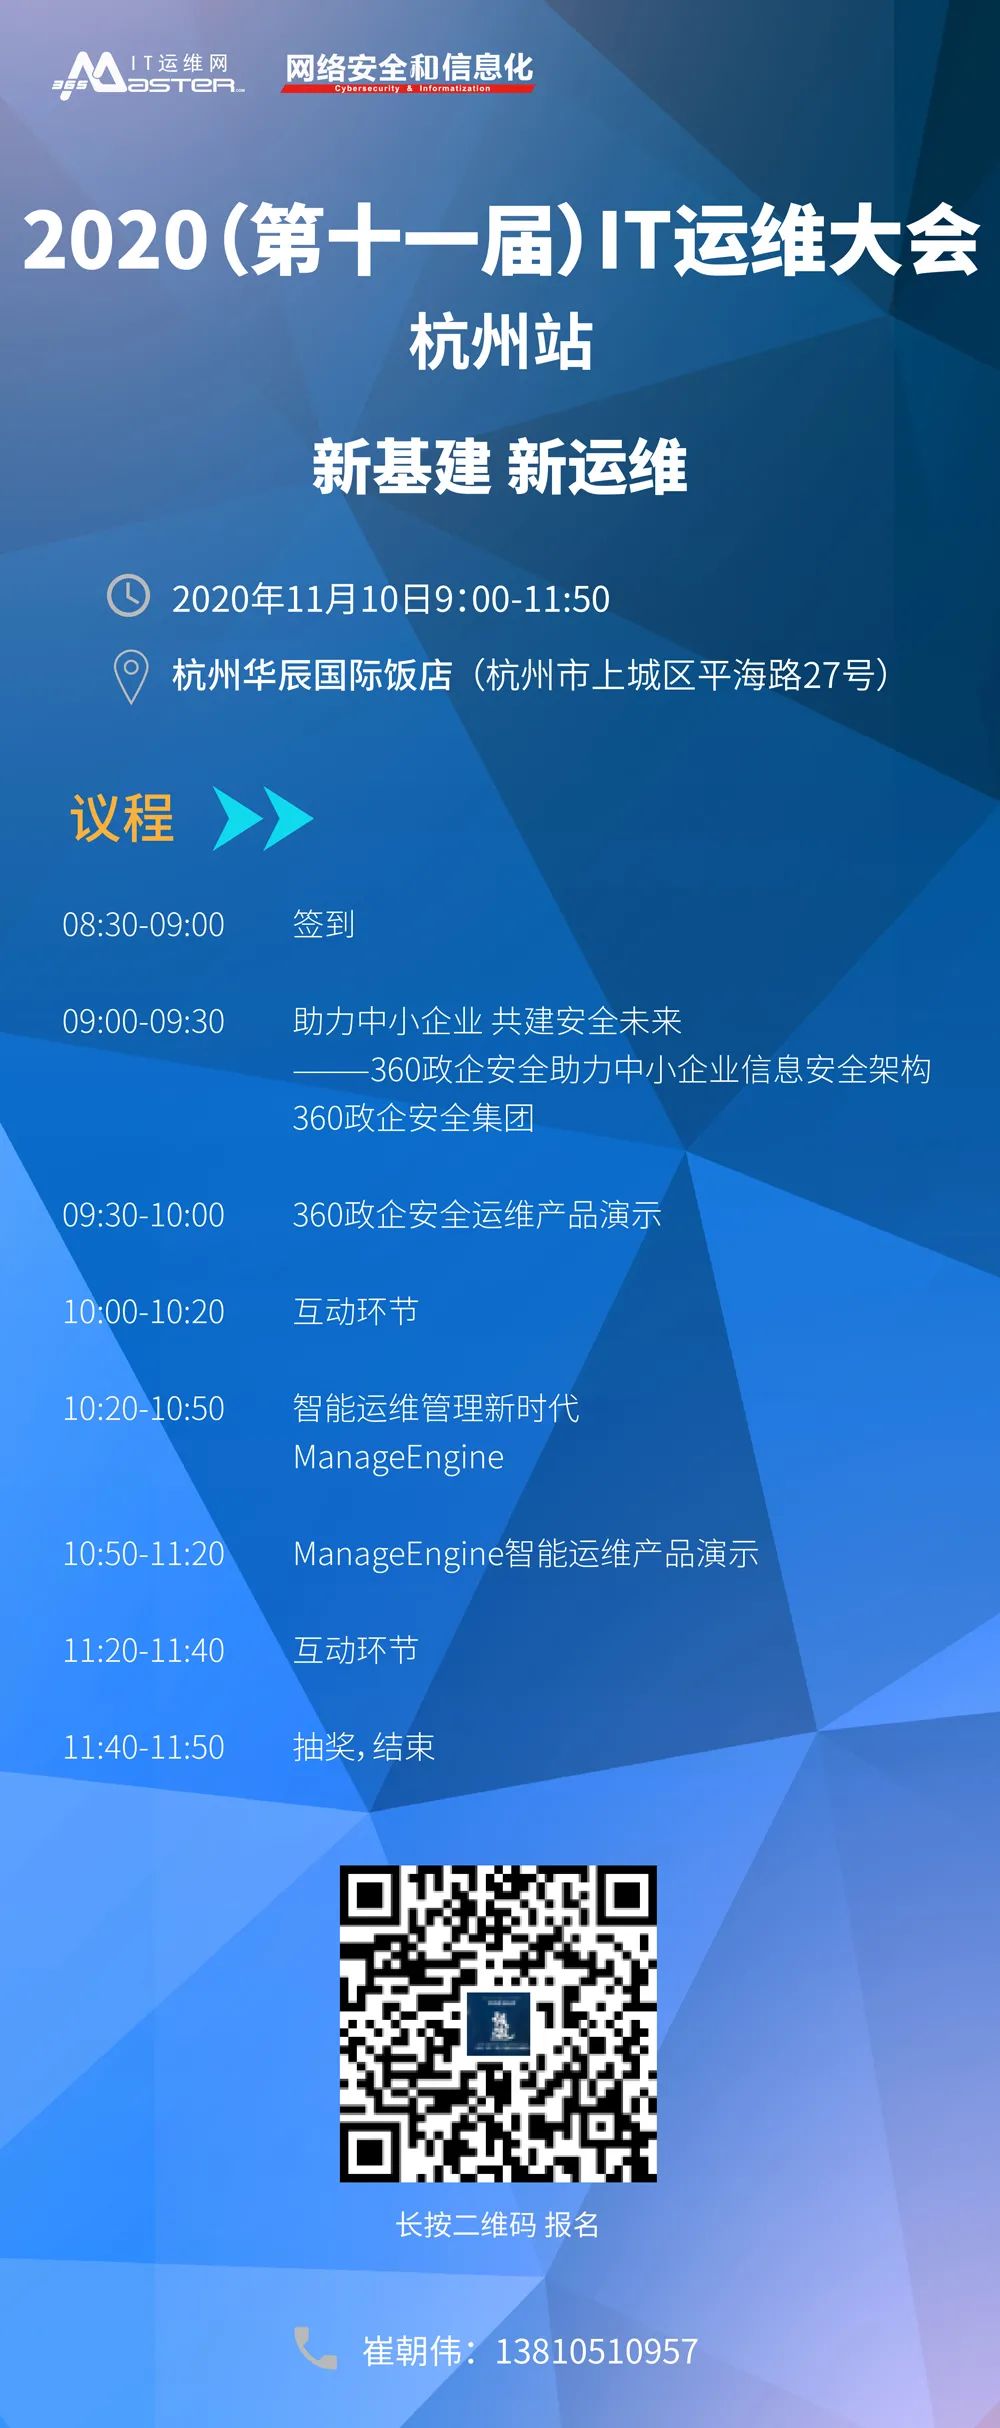 IT运维网
365Master.com
网络安全和信息化
Cybersecurity & Informatization
2020（第十一届）IT运维大会
杭州站
新基建 新运维
2020年11月10日9：00-11:50
杭州华辰国际饭店（杭州市上城区平海路27号）
议程
08:30-09:00 签到
09:00-09:30 助力中小企业 共建安全未来
——360政企安全助力中小企业信息安全架构
360政企安全集团
09:30-10:00 360政企安全运维产品演示
10:00-10:20 互动环节
10:20-10:50 智能运维管理新时代
ManageEngine
10:50-11:20 ManageEngine智能运维产品演示
11:20-11:40 互动环节
11:40-11:50 抽奖，结束
长按二维码 报名
崔朝伟：13810510957